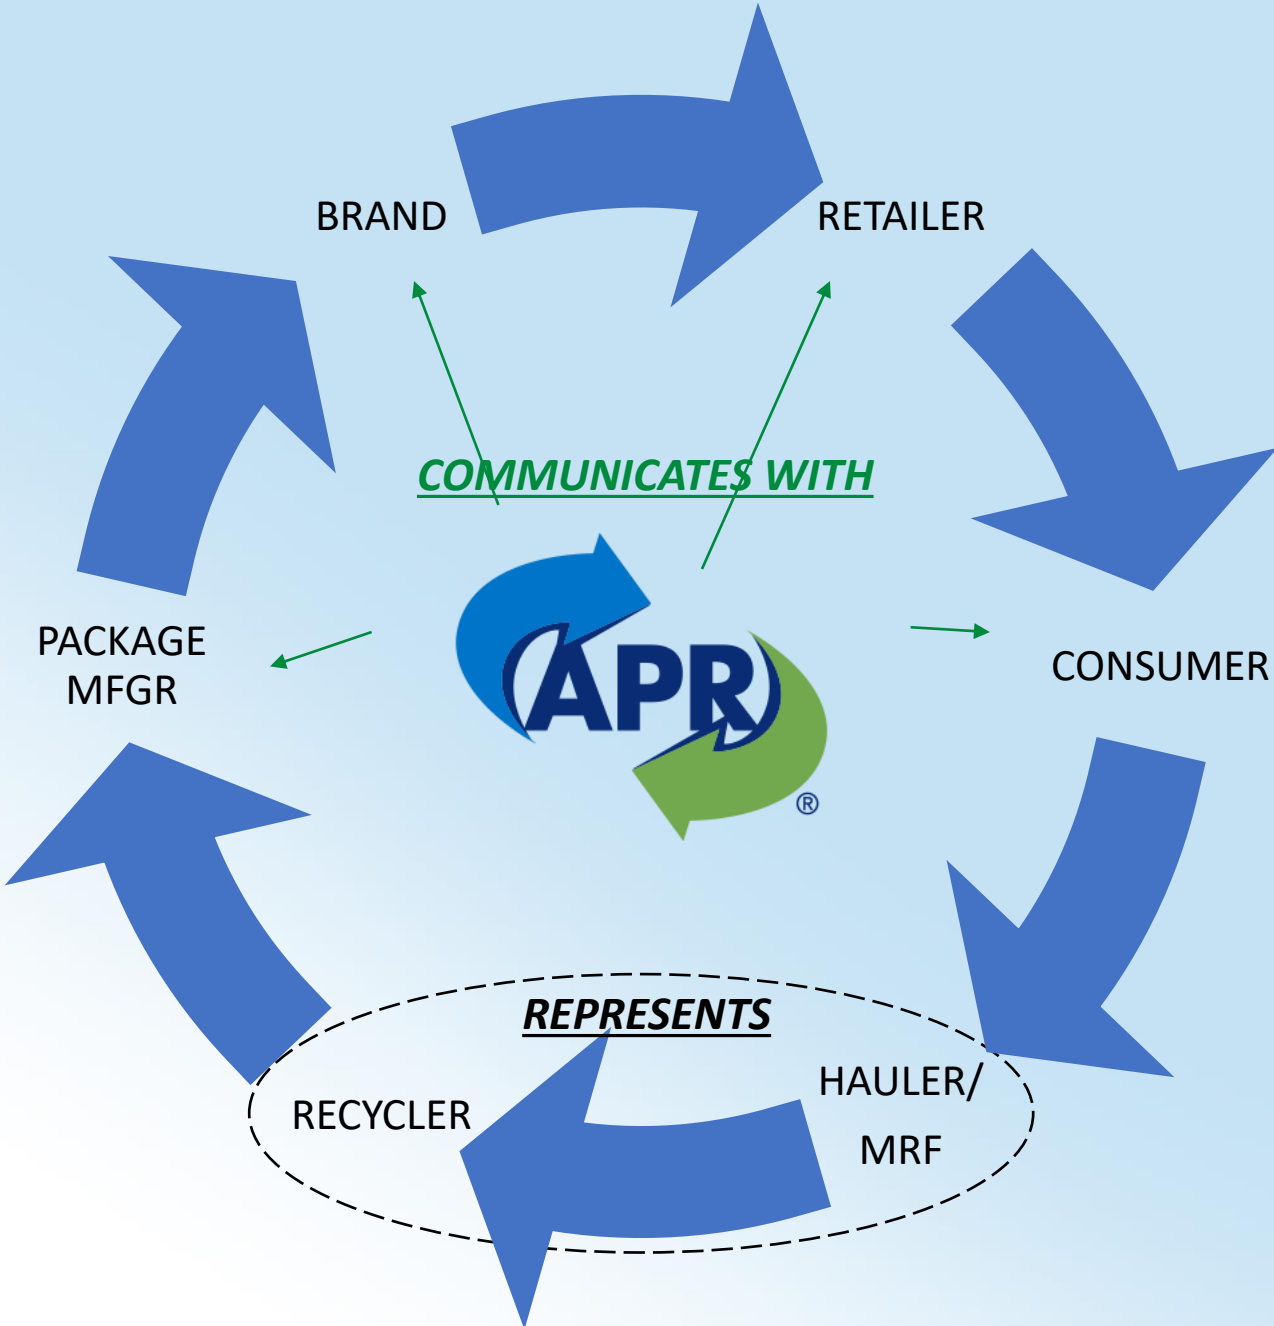 BRAND
RETAILER
COMMUNICATES WITH
APR
®
PACKAGE
MFGR
CONSUMER
REPRESENTS
RECYCLER
HAULER/
MRF